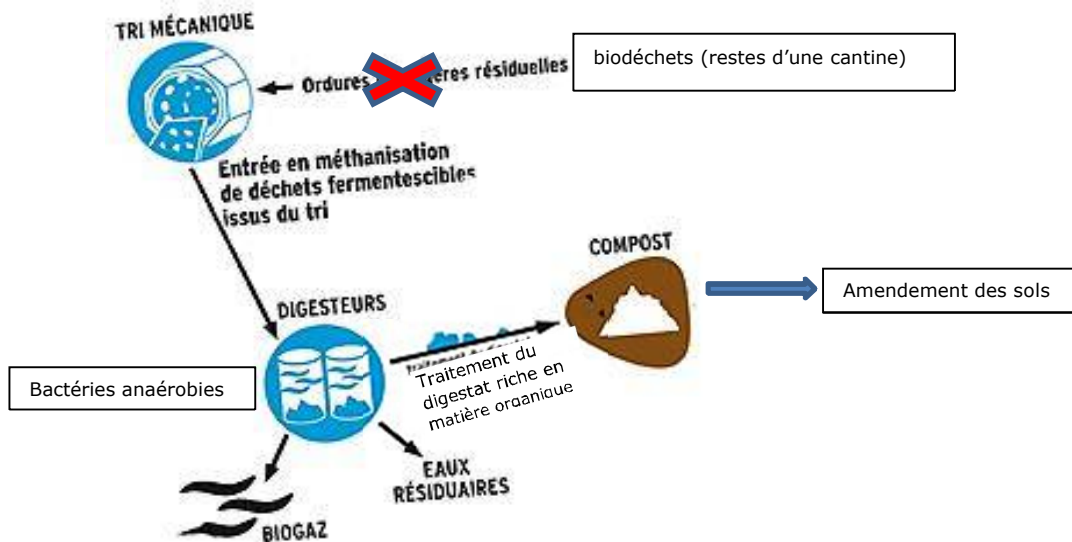 TRI MÉCANIQUE
Ordures
ères résiduelles
biodéchets (restes d'une cantine)
Entrée en méthanisation
de déchets fermentescibles
issus du tri
COMPOST
Amendement des sols
DIGESTEURS
Bactéries anaérobies
Traitement du
digestat riche en
matière organique
EAUX
RÉSIDUAIRES
BIOGAZ